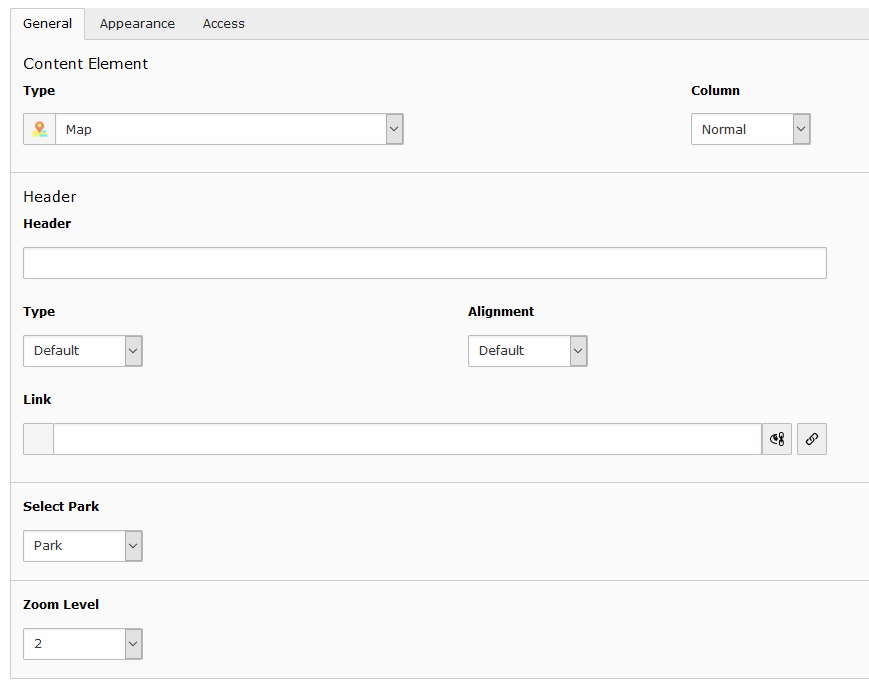 General Appearance Access
Content Element
Type Column
Map Normal
Header
Header
Type Alignment
Default Default
Link
Select Park
Park
Zoom Level
2